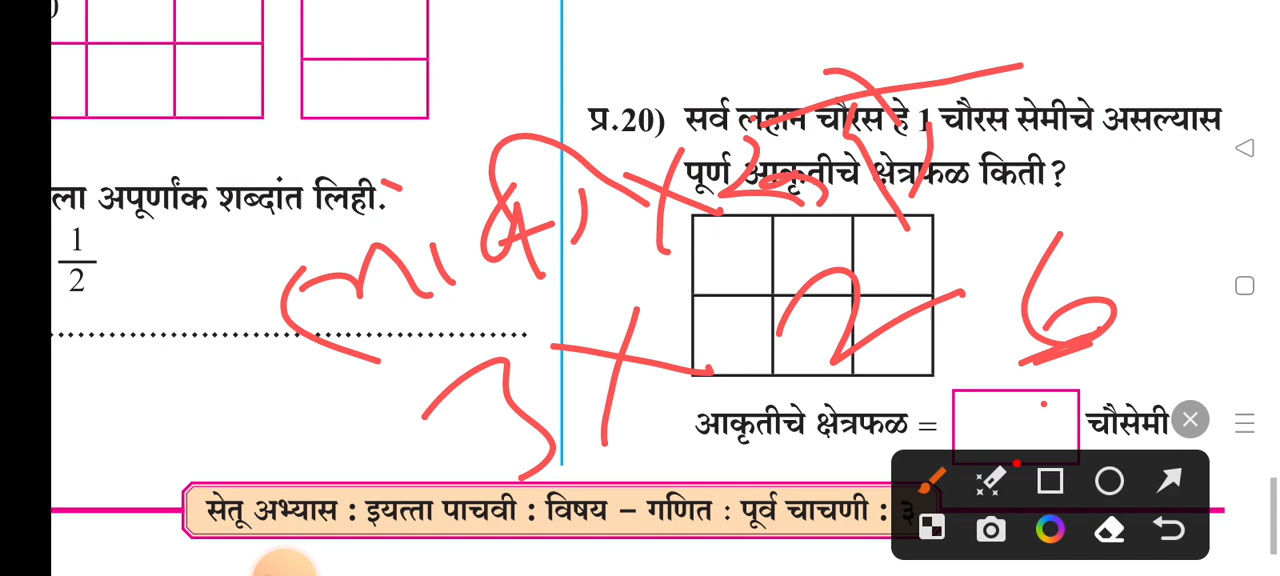 ला अपूर्णांक शब्दांत लिही.
1
2
प्र.20) सर्व लहान चौरस हे 1 चौरस सेमीचे असल्यास
पूर्ण आकृतीचे क्षेत्रफळ किती?
3 + 2 6
आकृतीचे क्षेत्रफळ = चौसेमी
सेतू अभ्यास : इयत्ता पाचवी : विषय – गणित : पूर्व चाचणी : ३